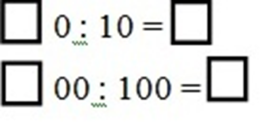 □ 0 : 10 = □
□ 00 : 100 = □